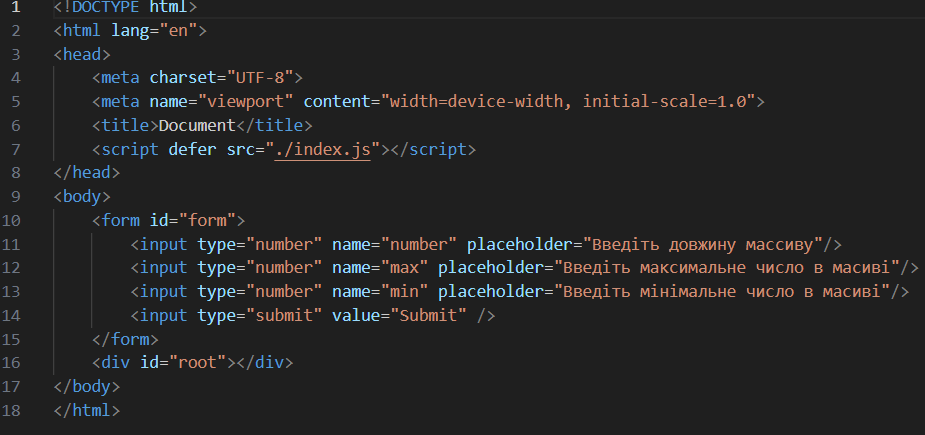 1 <!DOCTYPE html>
2 <html lang="en">
3 <head>
4     <meta charset="UTF-8">
5     <meta name="viewport" content="width=device-width, initial-scale=1.0">
6     <title>Document</title>
7     <script defer src="./index.js"></script>
8 </head>
9 <body>
10     <form id="form">
11         <input type="number" name="number" placeholder="Введіть довжину массиву"/>
12         <input type="number" name="max" placeholder="Введіть максимальне число в масиві"/>
13         <input type="number" name="min" placeholder="Введіть мінімальне число в масиві"/>
14         <input type="submit" value="Submit" />
15     </form>
16     <div id="root"></div>
17 </body>
18 </html>